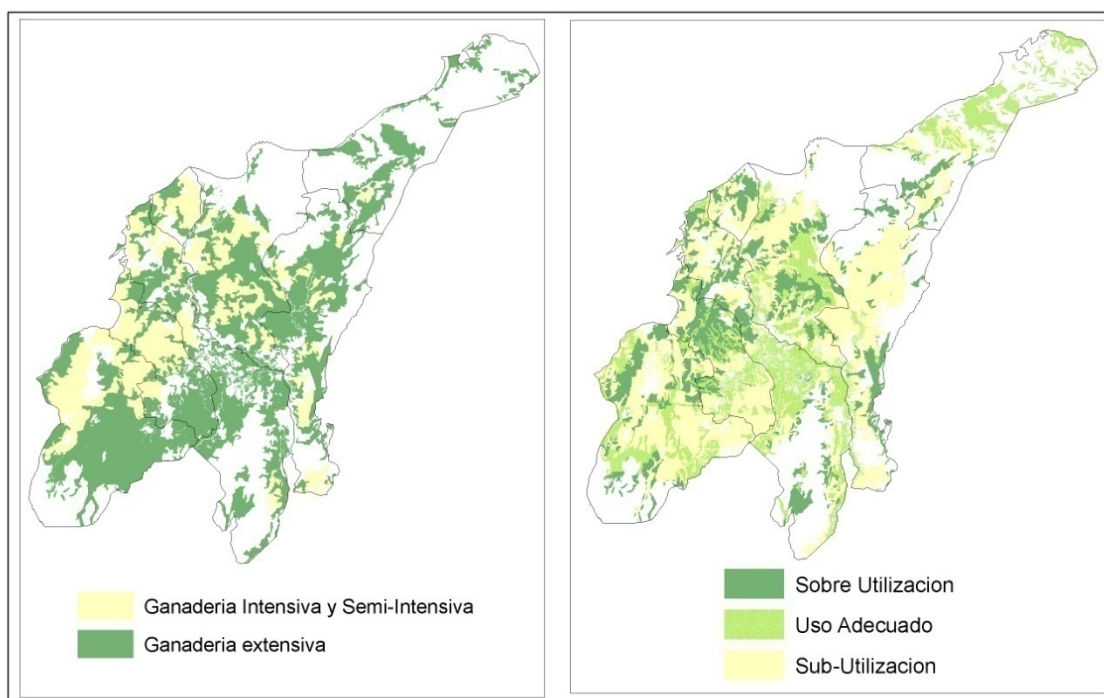 Ganaderia Intensiva y Semi-Intensiva
Ganaderia extensiva
Sobre Utilizacion
Uso Adecuado
Sub-Utilizacion